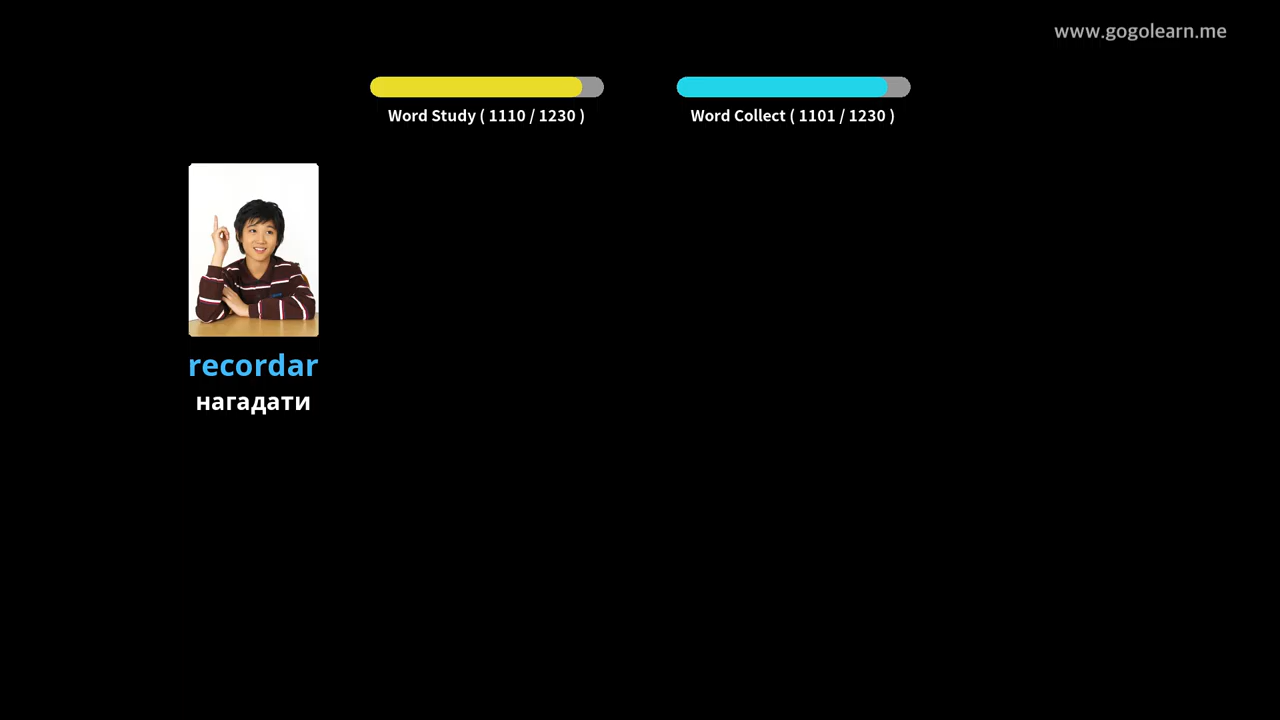 www.gogolearn.me
Word Study ( 1110 / 1230 )
Word Collect ( 1101 / 1230 )
recordar
нагадати